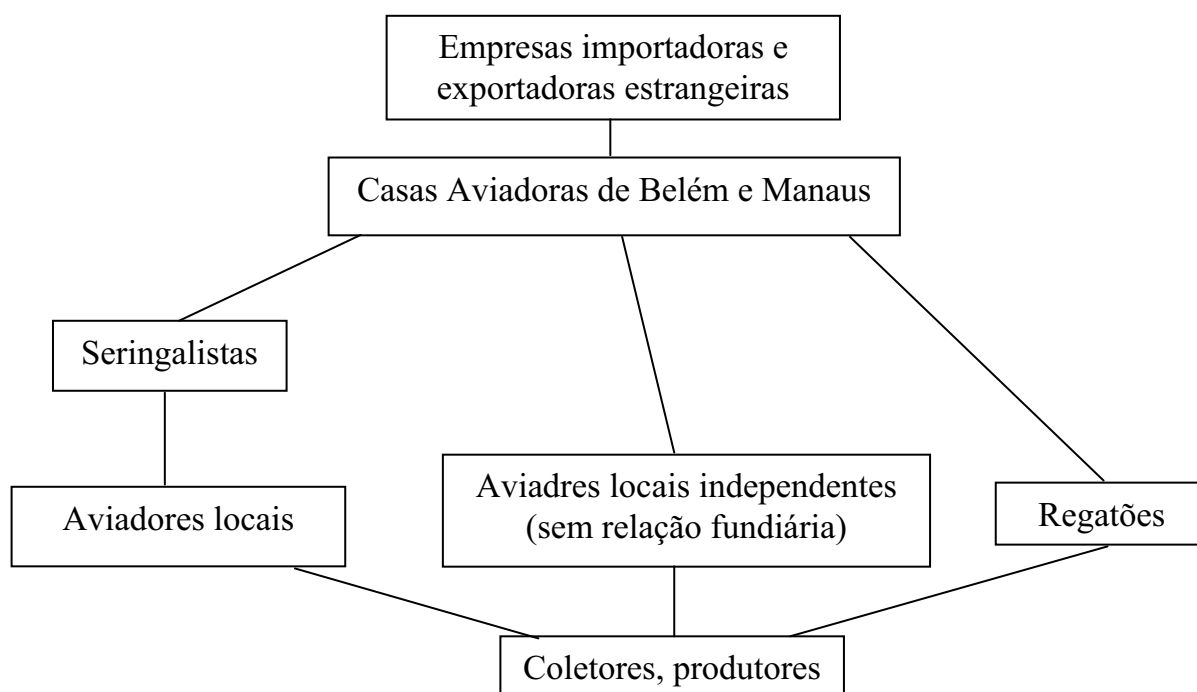 Empresas importadoras e
exportadoras estrangeiras
Casas Aviadoras de Belém e Manaus
Seringalistas
Aviadores locais
Aviadres locais independentes
(sem relação fundiária)
Regatões
Coletores, produtores